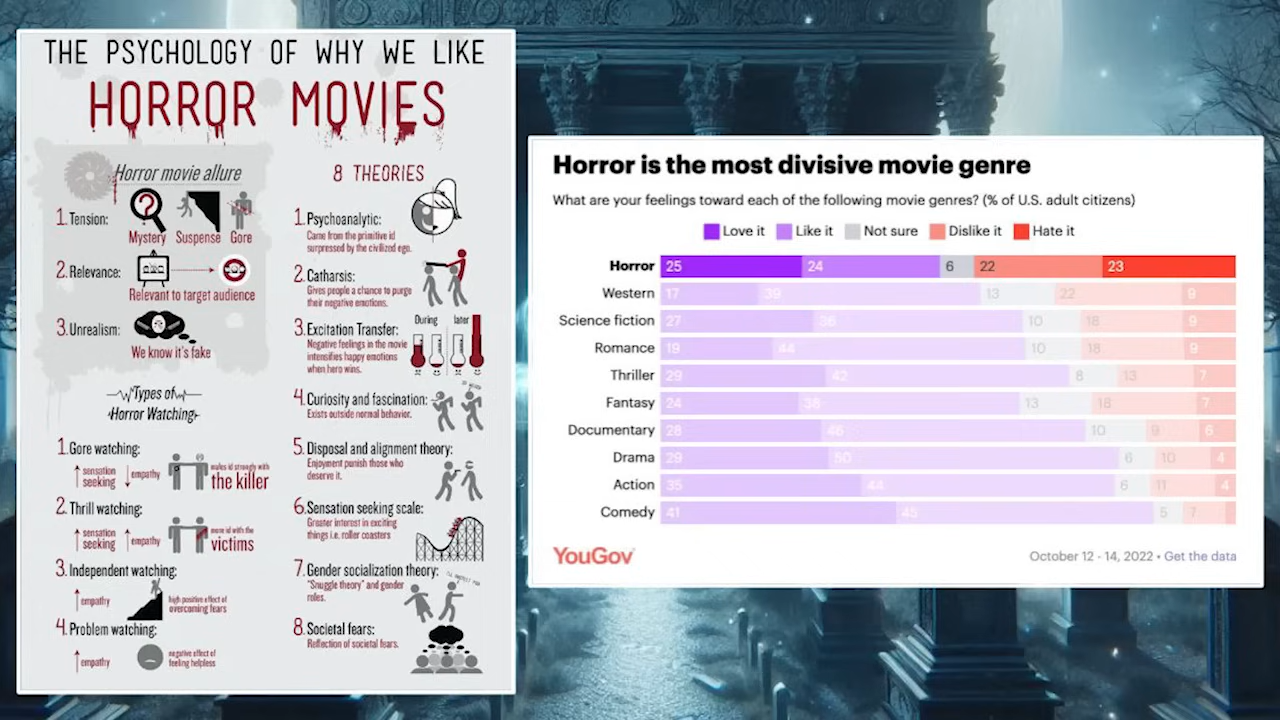 THE PSYCHOLOGY OF WHY WE LIKE
HORROR MOVIES
Horror movie allure
1. Tension:
Mystery
Suspense
Gore
2. Relevance:
Relevant to target audience
3. Unrealism:
We know it's fake
Types of
Horror Watching
1. Gore watching:
sensation
seeking
empathy
males id strongly with
the killer
2. Thrill watching:
sensation
seeking
empathy
more id with the
victims
3. Independent watching:
empathy
high positive effect of
overcoming fears
4. Problem watching:
empathy
negative effect of
feeling helpless
8 THEORIES
1. Psychoanalytic:
Came from the primitive id
surpressed by the civilized ego.
2. Catharsis:
Gives people a chance to purge
their negative emotions.
3. Excitation Transfer:
Negative feelings in the movie
intensifies happy emotions
when hero wins.
During
later
4. Curiosity and fascination:
Exists outside normal behavior.
5. Disposal and alignment theory:
Enjoyment punish those who
deserve it.
6. Sensation seeking scale:
Greater interest in exciting
things i.e. roller coasters
7. Gender socialization theory:
"Snuggle theory" and gender
roles.
8. Societal fears:
Reflection of societal fears.
Horror is the most divisive movie genre
What are your feelings toward each of the following movie genres? (% of U.S. adult citizens)
Love it Like it Not sure Dislike it Hate it
Horror 25 24 6 22 23
Western 17 39 13 22 9
Science fiction 27 36 10 18 9
Romance 19 44 10 18 9
Thriller 29 42 8 13 7
Fantasy 24 38 13 18 7
Documentary 28 46 10 9 6
Drama 29 50 6 10 4
Action 35 44 6 11 4
Comedy 41 45 5 7
YouGov
October 12 - 14, 2022 • Get the data